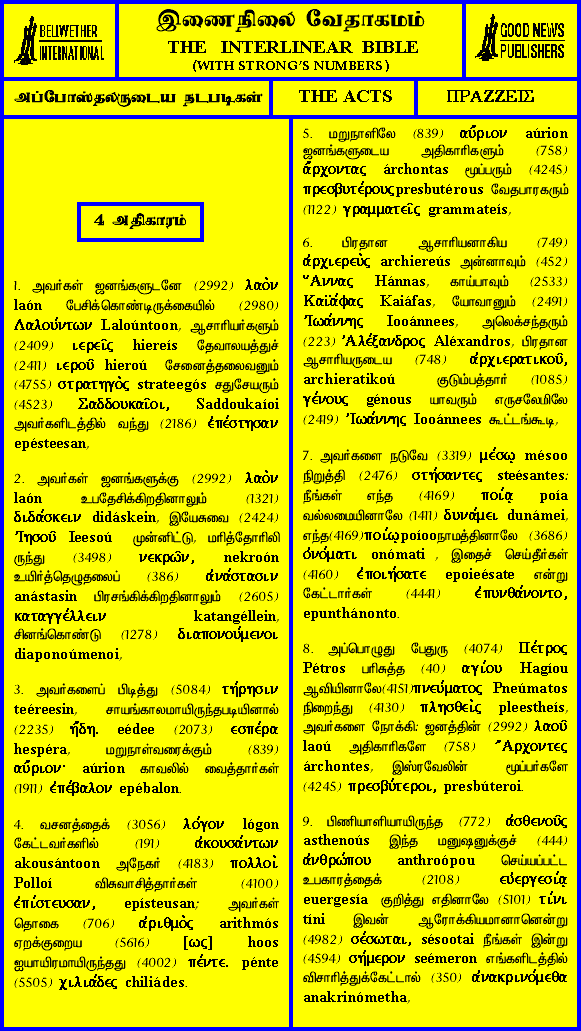 BELLWETHER
INTERNATIONAL
இணைநிலை வேதாகமம்
THE INTERLINEAR BIBLE
(WITH STRONG'S NUMBERS)
GOOD NEWS
PUBLISHERS
அப்போஸ்தலருடைய நடபடிகள்
THE ACTS
ΠΡΑΖΖΕΙΣ
4 அதிகாரம்
1. அவர்கள் ஜனங்களுடனே (2992) λαὸν
laón பேசிக்கொண்டிருக்கையில் (2980)
Λαλούντων Laloúntoon, ஆசாரியர்களும்
(2409) ιερεῖς hiereís தேவாலயத்துச்
(2411) ιεροῦ hieroú சேனைத்தலைவனும்
(4755) στρατηγὸς strateegós சதுசேயரும்
(4523) Σαδδουκαῖοι, Saddoukaíoi
அவர்களிடத்தில் வந்து (2186) ἐπέστησαν
epésteesan,
2. அவர்கள் ஜனங்களுக்கு (2992) λαὸν
laón உபதேசிக்கிறதினாலும் (1321)
διδάσκειν didáskein, இயேசுவை (2424)
Ἰησοῦ Ieesoú முன்னிட்டு, மரித்தோரிலி
ருந்து (3498) νεκρῶν, nekroón
உயிர்த்தெழுதலைப் (386) ἀνάστασιν
anástasin பிரசங்கிக்கிறதினாலும் (2605)
καταγγέλλειν katangéllein,
சினங்கொண்டு (1278) διαπονούμενοι
diaponoúmenoi,
3. அவர்களைப் பிடித்து (5084) τήρησιν
teéreesin, சாயங்காலமாயிருந்தபடியினால்
(2235) ἤδη. eédee (2073) εσπέρα
hespéra, மறுநாள்வரைக்கும் (839)
αὔριον· aúrion காவலில் வைத்தார்கள்
(1911) ἐπέβαλον epébalon.
4. வசனத்தைக் (3056) λόγον lógon
கேட்டவர்களில் (191) ἀκουσάντων
akousántoon அநேகர் (4183) πολλοὶ
Polloí விசுவாசித்தார்கள் (4100)
ἐπίστευσαν, epísteusan; அவர்கள்
தொகை (706) ἀριθμὸς arithmós
ஏறக்குறைய (5616) [ως] hoos
ஐயாயிரமாயிருந்தது (4002) πέντε. pénte
(5505) χιλιάδες chiliádes.
5. மறுநாளிலே (839) αὔριον aúrion
ஜனங்களுடைய அதிகாரிகளும் (758)
ἄρχοντας árchontas மூப்பரும் (4245)
πρεσβυτέρους presbutérous வேதபாரகரும்
(1122) γραμματεῖς grammateís,
6. பிரதான ஆசாரியனாகிய (749)
ἀρχιερεὺς archiereús அன்னாவும் (452)
Ἅννας Hánnas, காய்பாவும் (2533)
Καϊάφας Kaiáfas, யோவானும் (2491)
Ἰωάννης Iooánnees, அலெக்சந்தரும்
(223) Ἀλέξανδρος Aléxandros, பிரதான
ஆசாரியருடைய (748) ἀρχιερατικοῦ,
archieratikoú குடும்பத்தார் (1085)
γένους génous யாவரும் எருசலேமிலே
(2419) Ἰωάννης Iooánnees கூட்டங்கூடி,
7. அவர்களை நடுவே (3319) μέσῳ mésoo
நிறுத்தி (2476) στήσαντες steésantes:
நீங்கள் எந்த (4169) ποίᾳ poía
வல்லமையினாலே (1411) δυνάμει dunámei,
எந்த(4169)ποίῳ poíooநாமத்தினாலே (3686)
ὀνόματι onómati , இதைச் செய்தீர்கள்
(4160) ἐποιήσατε epoieésate என்று
கேட்டார்கள் (4441) ἐπυνθάνοντο,
epunthánonto.
8. அப்பொழுது பேதுரு (4074) Πέτρος
Pétros பரிசுத்த (40) αγίου Hagíou
ஆவியினாலே(4151)πνεύματος Pneúmatos
நிறைந்து (4130) πλησθεὶς pleestheís,
அவர்களை நோக்கி: ஜனத்தின் (2992) λαοῦ
laoú அதிகாரிகளே (758) Ἄρχοντες
árchontes, இஸ்ரவேலின் மூப்பர்களே
(4245) πρεσβύτεροι, presbúteroi.
9. பிணியாளியாயிருந்த (772) ἀσθενοῦς
asthenoús இந்த மனுஷனுக்குச் (444)
ἀνθρώπου anthroópou செய்யப்பட்ட
உபகாரத்தைக் (2108) εὐεργεσίᾳ
euergesía குறித்து எதினாலே (5101) τίνι
tíni இவன் ஆரோக்கியமானானென்று
(4982) σέσωται, sésootai நீங்கள் இன்று
(4594) σήμερον seémeron எங்களிடத்தில்
விசாரித்துக்கேட்டால் (350) ἀνακρινόμεθα
anakrinómetha,